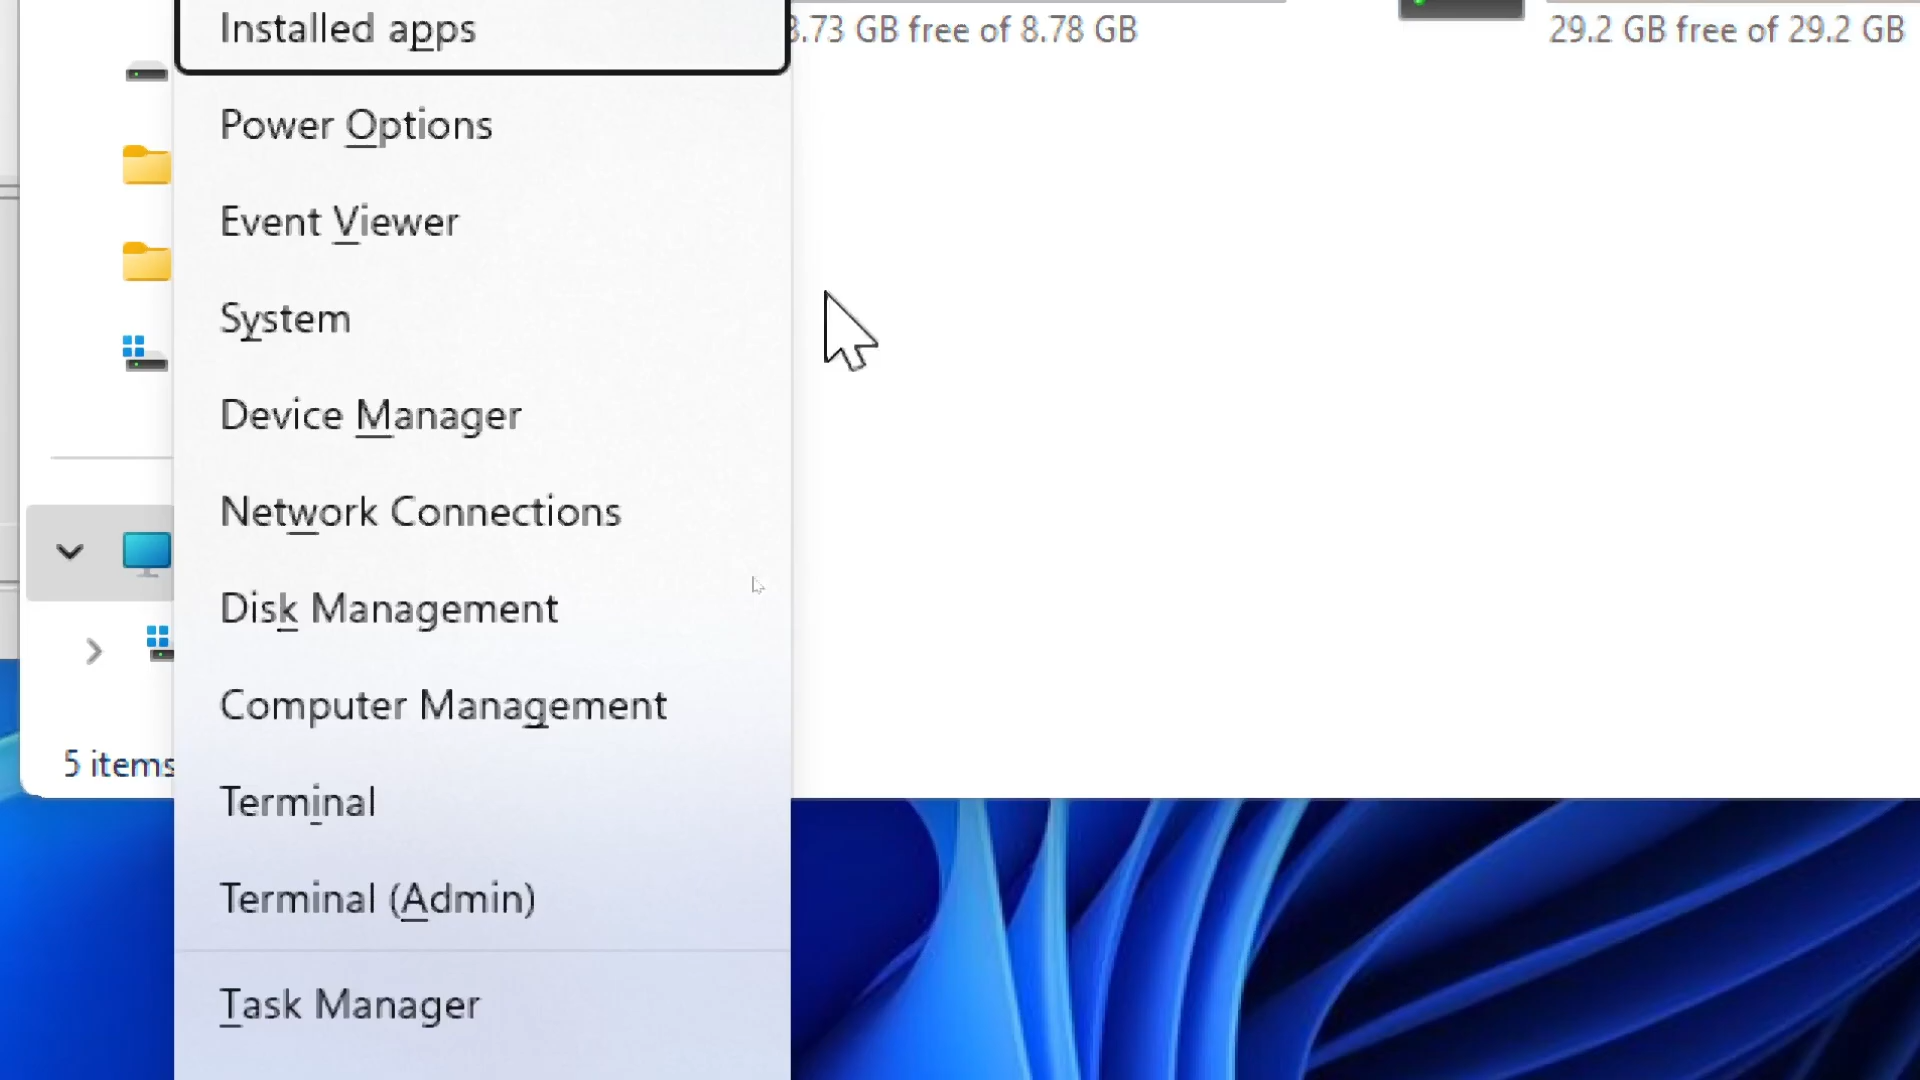 Installed apps
8.73 GB free of 8.78 GB
29.2 GB free of 29.2 GB
Power Options
Event Viewer
System
Device Manager
Network Connections
Disk Management
Computer Management
5 items
Terminal
Terminal (Admin)
Task Manager